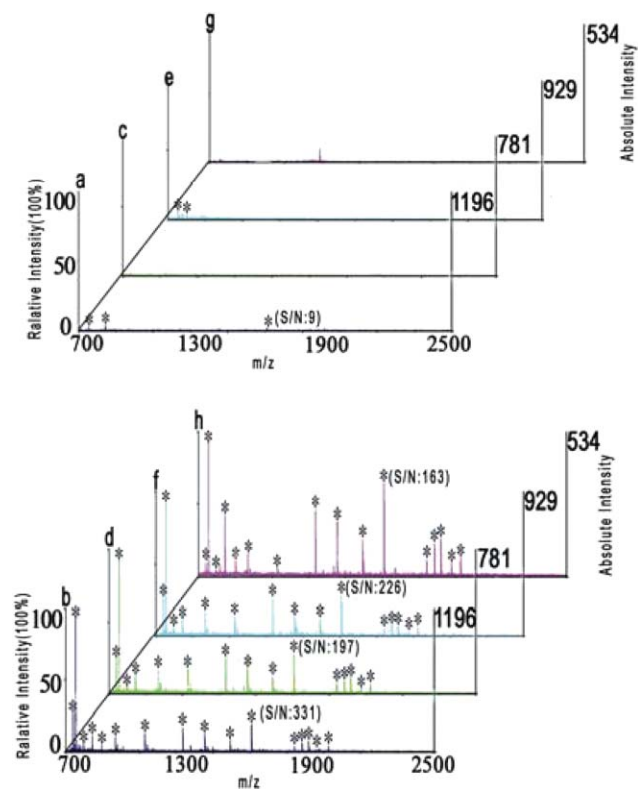 g
534
e
929
c
781
a
1196
Absolute Intensity
Ralative Intensity(100%)
100
50
0
* *
* *
*(S/N:9)
700
1300
1900
2500
m/z
h
534
*(S/N:163)
f
929
d
781
(S/N:226)
b
1196
(S/N:197)
(S/N:331)
Absolute Intensity
Ralative Intensity(100%)
100
50
0
700
1300
1900
2500
m/z